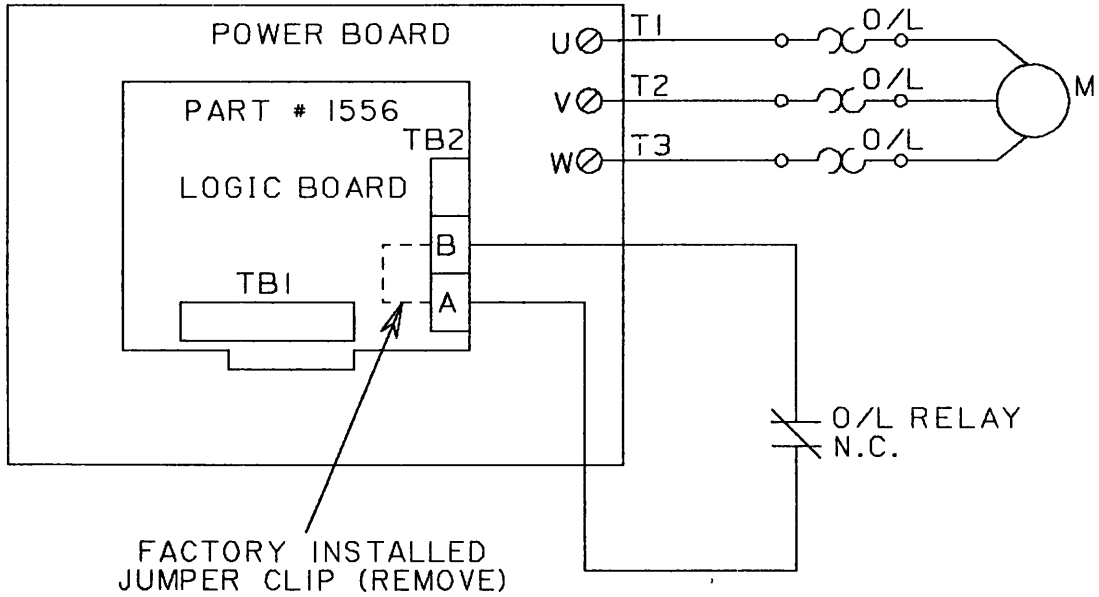 POWER BOARD
PART # 1556
LOGIC BOARD
TB2
B
A
TB1
U
T1
O/L
V
T2
O/L
W
T3
O/L
M
O/L RELAY
N.C.
FACTORY INSTALLED
JUMPER CLIP (REMOVE)